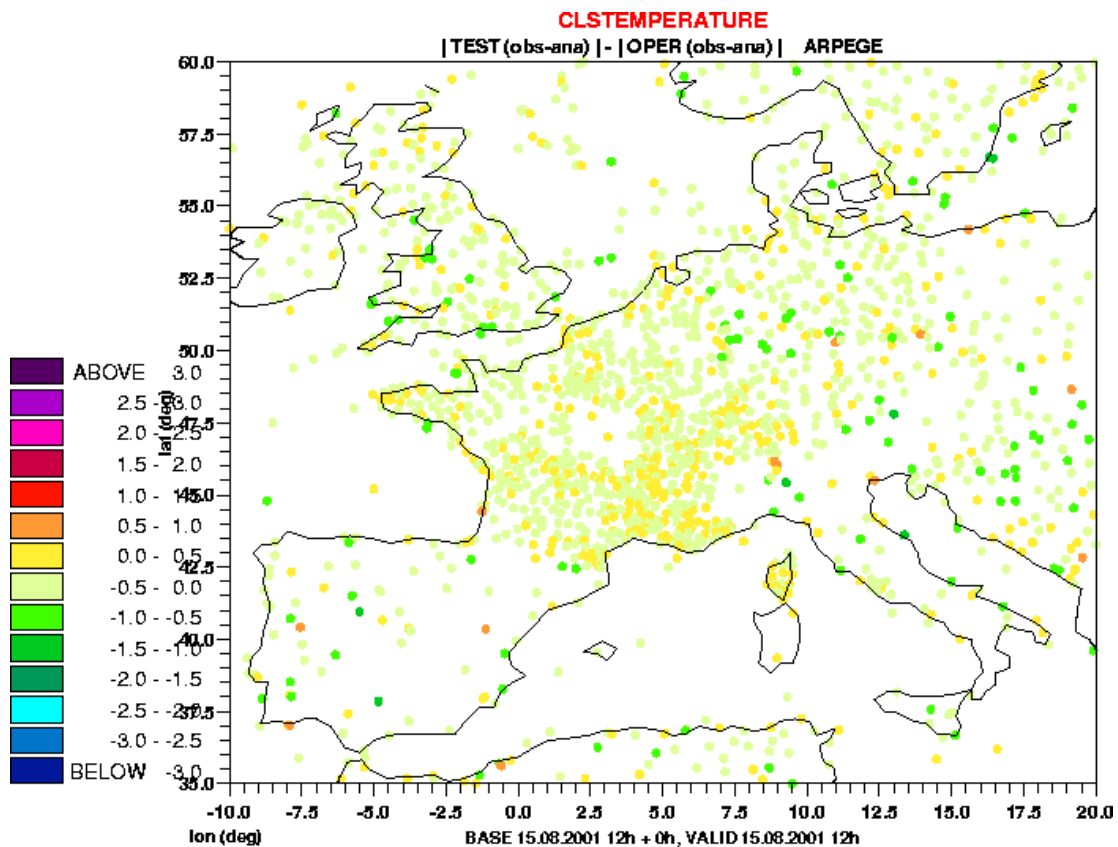 CLSTEMPERATURE
| TEST (obs-ana) | - | OPER (obs-ana) | ARPEGE
60.0
57.5
55.0
52.5
50.0
47.5
45.0
42.5
40.0
37.5
35.0
lat (deg)
ABOVE 3.0
2.5 - 3.0
2.0 - 2.5
1.5 - 2.0
1.0 - 1.5
0.5 - 1.0
0.0 - 0.5
-0.5 - 0.0
-1.0 - -0.5
-1.5 - -1.0
-2.0 - -1.5
-2.5 - -2.0
-3.0 - -2.5
BELOW -3.0
-10.0 -7.5 -5.0 -2.5 0.0 2.5 5.0 7.5 10.0 12.5 15.0 17.5 20.0
lon (deg)
BASE 15.08.2001 12h + 0h, VALID 15.08.2001 12h